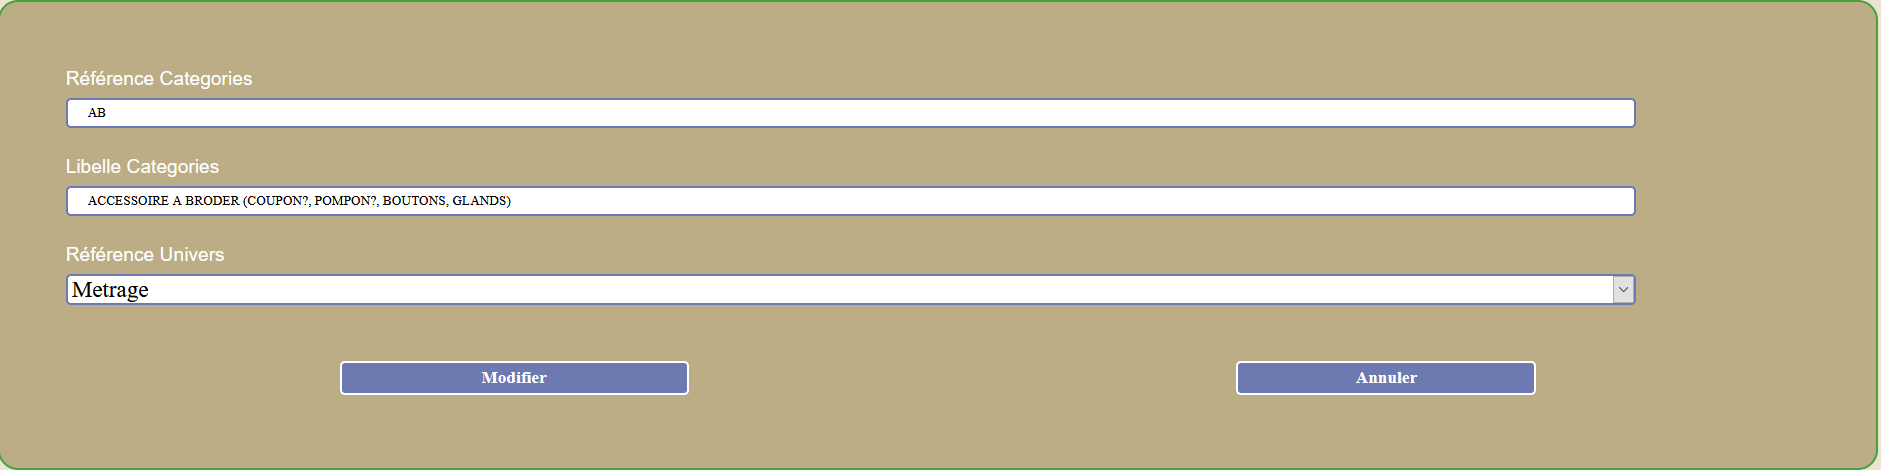 Référence Categories
AB
Libelle Categories
ACCESSOIRE A BRODER (COUPON?, POMPON?, BOUTONS, GLANDS)
Référence Univers
Metrage
Modifier
Annuler